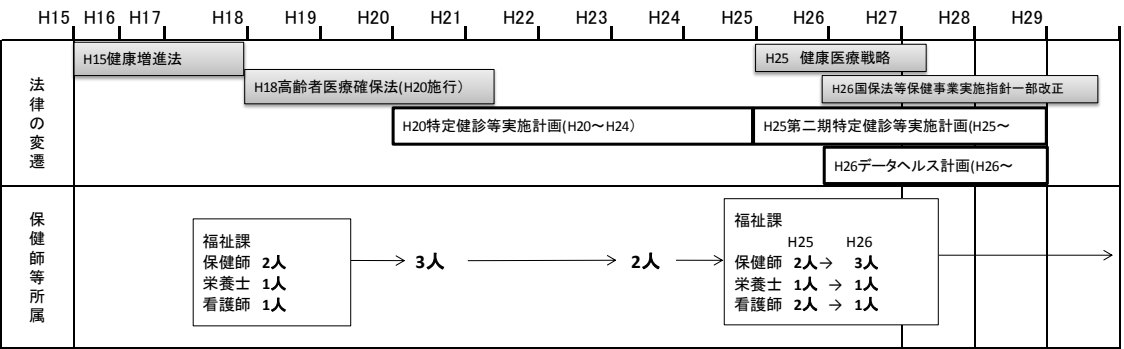 H15 H16 H17 H18 H19 H20 H21 H22 H23 H24 H25 H26 H27 H28 H29
法律の変遷
H15健康増進法
H25　健康医療戦略
H18高齢者医療確保法(H20施行)
H26国保法等保健事業実施指針一部改正
H20特定健診等実施計画(H20～H24)
H25第二期特定健診等実施計画(H25～
H26データヘルス計画(H26～
保健師等所属
福祉課
保健師 2人
栄養士 1人
看護師 1人
3人
2人
福祉課
H25 H26
保健師 2人→ 3人
栄養士 1人 → 1人
看護師 2人 → 1人